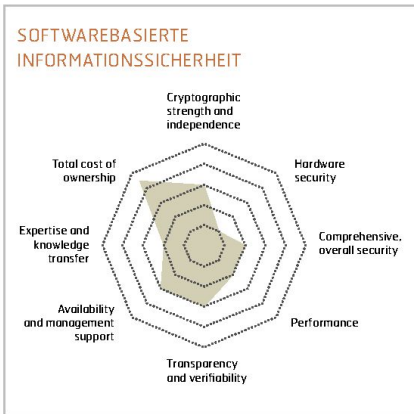 SOFTWAREBASIERTE
INFORMATIONSSICHERHEIT
Cryptographic
strength and
independence
Total cost of
ownership
Hardware
security
Expertise and
knowledge
transfer
Comprehensive,
overall security
Availability
and management
support
Performance
Transparency
and verifiability